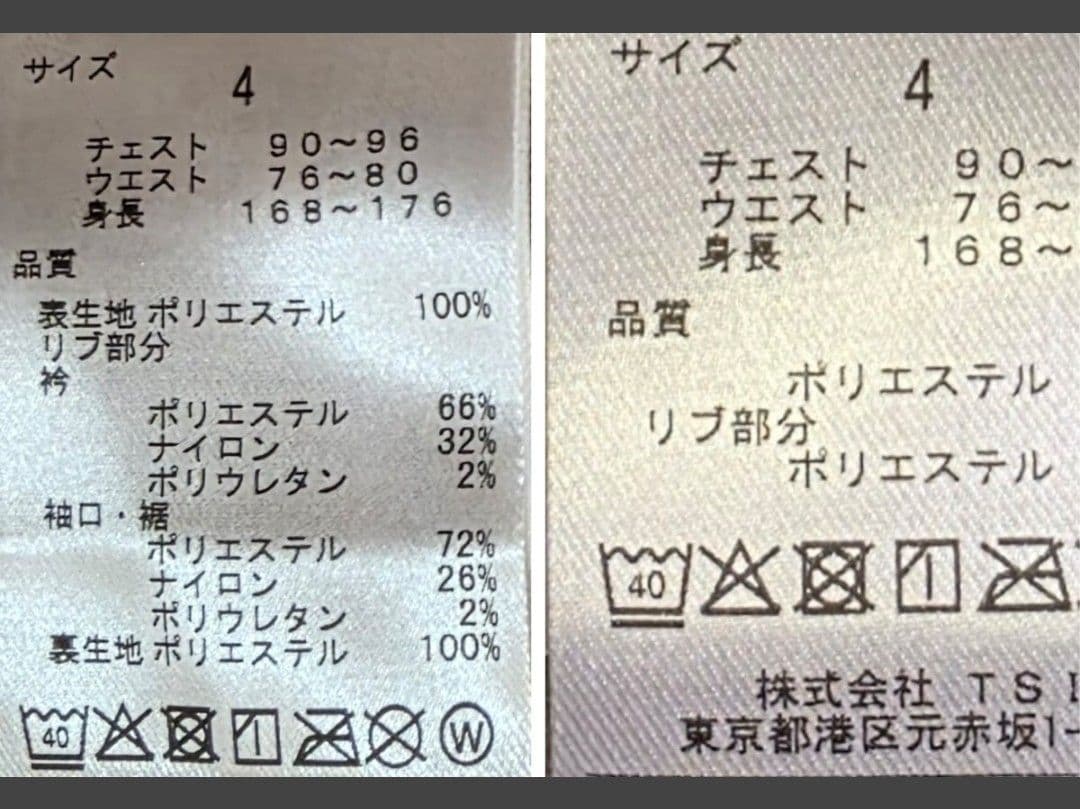 サイズ
4
チェスト 90～96
ウエスト 76～80
身長 168～176
品質
表生地 ポリエステル 100%
リブ部分
衿
ポリエステル 66%
ナイロン 32%
ポリウレタン 2%
袖口・裾
ポリエステル 72%
ナイロン 26%
ポリウレタン 2%
裏生地 ポリエステル 100%
40
W
サイズ
4
チェスト 90～
ウエスト 76～
身長 168～
品質
ポリエステル
リブ部分
ポリエステル
40
株式会社 TSI
東京都港区元赤坂1-